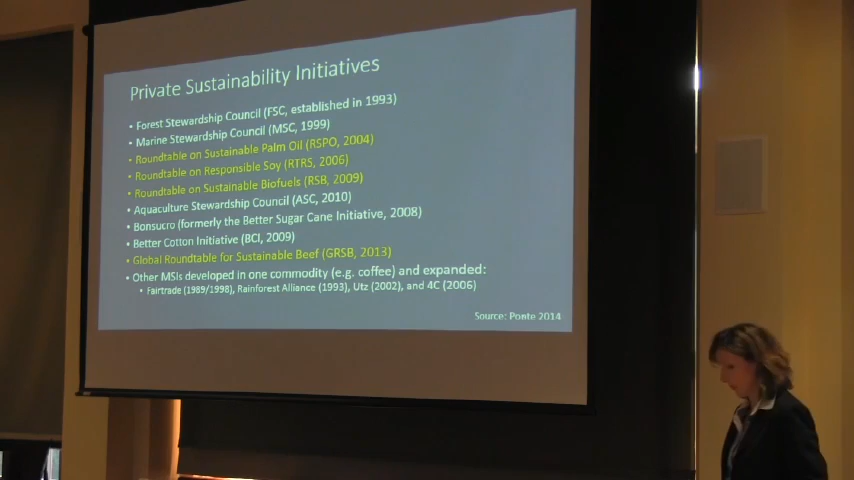 Private Sustainability Initiatives
• Forest Stewardship Council (FSC, established in 1993)
• Marine Stewardship Council (MSC, 1999)
• Roundtable on Sustainable Palm Oil (RSPO, 2004)
• Roundtable on Responsible Soy (RTRS, 2006)
• Roundtable on Sustainable Biofuels (RSB, 2009)
• Aquaculture Stewardship Council (ASC, 2010)
• Bonsucro (formerly the Better Sugar Cane Initiative, 2008)
• Better Cotton Initiative (BCI, 2009)
• Global Roundtable for Sustainable Beef (GRSB, 2013)
• Other MSIs developed in one commodity (e.g. coffee) and expanded:
• Fairtrade (1989/1998), Rainforest Alliance (1993), Utz (2002), and 4C (2006)
Source: Ponte 2014